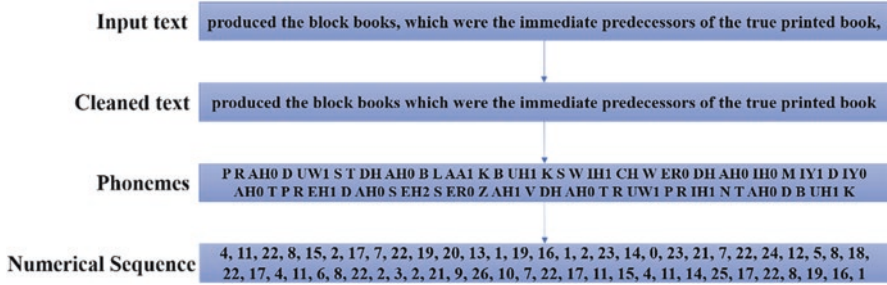 Input text
produced the block books, which were the immediate predecessors of the true printed book,
Cleaned text
produced the block books which were the immediate predecessors of the true printed book
Phonemes
P R AH0 D UW1 S T DH AH0 B L AA1 K B UH1 K S W IH1 CH W ER0 DH AH0 IH0 M IY1 D IY0
AH0 T P R EH1 D AH0 S EH2 S ER0 Z AH1 V DH AH0 T R UW1 P R IH1 N T AH0 D B UH1 K
Numerical Sequence
4, 11, 22, 8, 15, 2, 17, 7, 22, 19, 20, 13, 1, 19, 16, 1, 2, 23, 14, 0, 23, 21, 7, 22, 24, 12, 5, 8, 18,
22, 17, 4, 11, 6, 8, 22, 2, 3, 2, 21, 9, 26, 10, 7, 22, 17, 11, 15, 4, 11, 14, 25, 17, 22, 8, 19, 16, 1